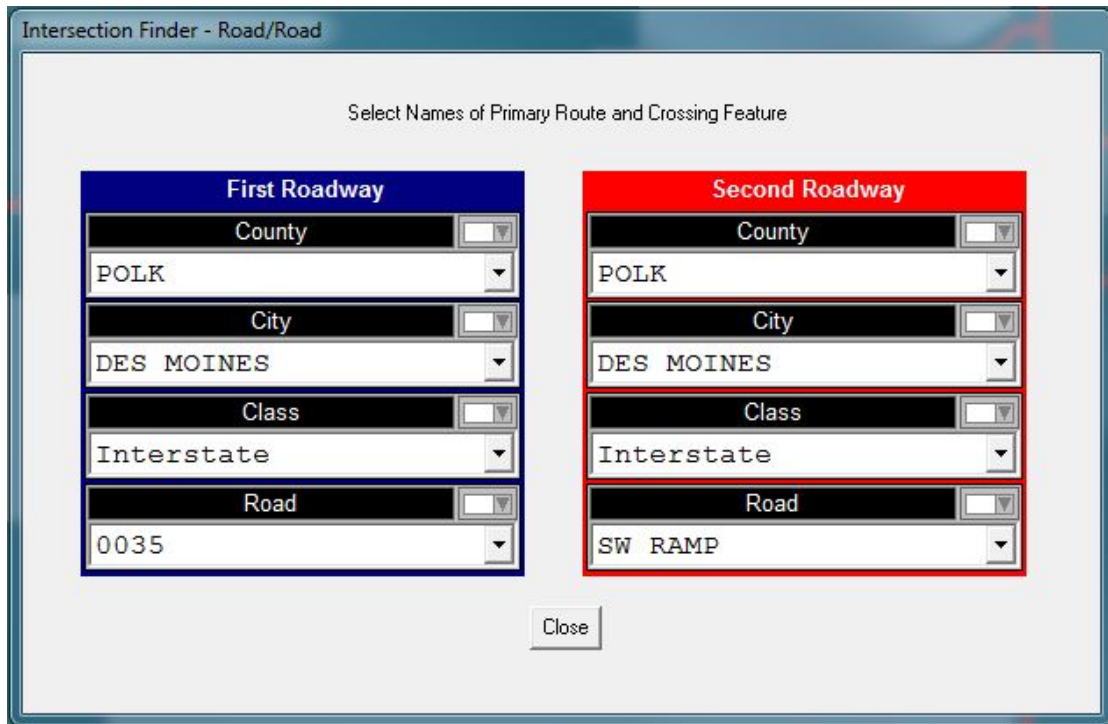 Intersection Finder - Road/Road
Select Names of Primary Route and Crossing Feature
First Roadway
County
POLK
City
DES MOINES
Class
Interstate
Road
0035
Second Roadway
County
POLK
City
DES MOINES
Class
Interstate
Road
SW RAMP
Close